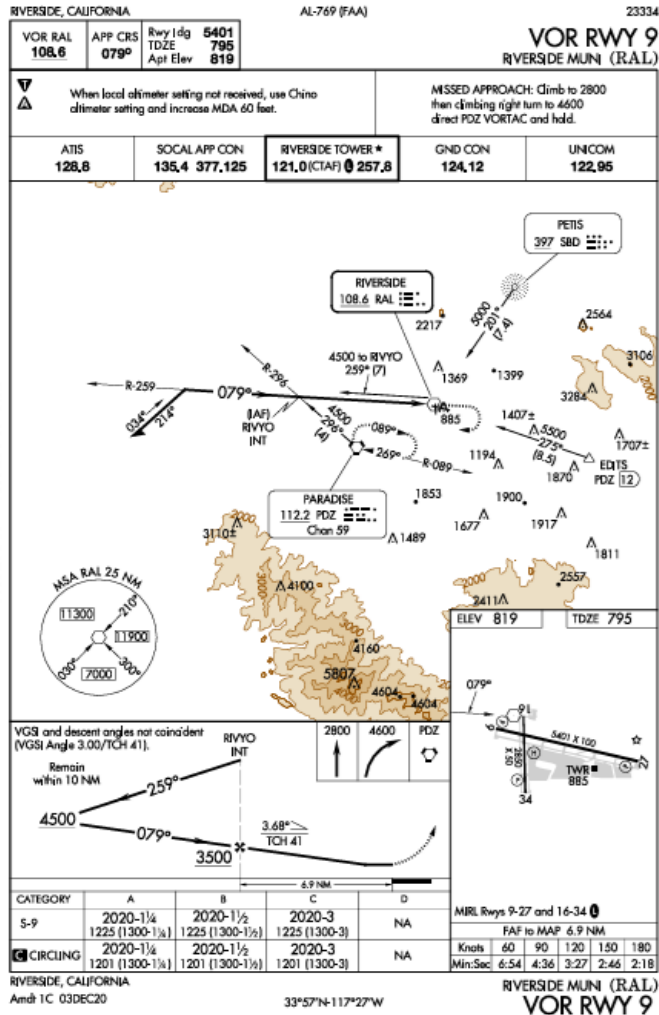 RIVERSIDE, CALIFORNIA
AL-769 (FAA)
23334
VOR RAL
108.6
APP CRS
079°
Rwy ldg 5401
TDZE 795
Apt Elev 819
VOR RWY 9
RIVERSIDE MUNI (RAL)
T
A
When local altimeter setting not received, use Chino
altimeter setting and increase MDA 60 feet.
MISSED APPROACH: Climb to 2800
then climbing right turn to 4600
direct PDZ VORTAC and hold.
ATIS
128.8
SOCAL APP CON
135.4 377.125
RIVERSIDE TOWER★
121.0 (CTAF) L 257.8
GND CON
124.12
UNICOM
122.95
PETIS
397 SBD
RIVERSIDE
108.6 RAL
5000
201°
(7.4)
2217
2564
3106
3284
4500 to RIVYO
259° (7)
1369
1399
R-296
R-259
079°
034°
214°
(IAF)
RIVYO
INT
4500
296°
(4)
089°
269°
R-089
885
1407±
5500
275°
(8.5)
1707±
1194
1870
EDITS
PDZ 12
PARADISE
112.2 PDZ
Chan 59
1853
1900
1677
1917
3110±
1489
1811
3000
4100
2557
2411
MSA RAL 25 NM
11300
210°
11900
030°
7000
300°
5000
4160
5807
4604
4604
ELEV 819
TDZE 795
079°
16
9
5401 X 100
2850 X 50
27
TWR
885
34
MIRL Rwys 9-27 and 16-34 L
FAF to MAP 6.9 NM
Knots 60 90 120 150 180
Min:Sec 6:54 4:36 3:27 2:46 2:18
VGSI and descent angles not coincident
(VGSI Angle 3.00/TCH 41).
RIVYO
INT
2800
4600
PDZ
Remain
within 10 NM
259°
4500
079°
3500
3.68°
TCH 41
6.9 NM
CATEGORY A B C D
S-9
2020-1¼
1225 (1300-1¼)
2020-1½
1225 (1300-1½)
2020-3
1225 (1300-3)
NA
C CIRCLING
2020-1¼
1201 (1300-1¼)
2020-1½
1201 (1300-1½)
2020-3
1201 (1300-3)
NA
RIVERSIDE, CALIFORNIA
Amdt 1C 03DEC20
33°57'N-117°27'W
RIVERSIDE MUNI (RAL)
VOR RWY 9